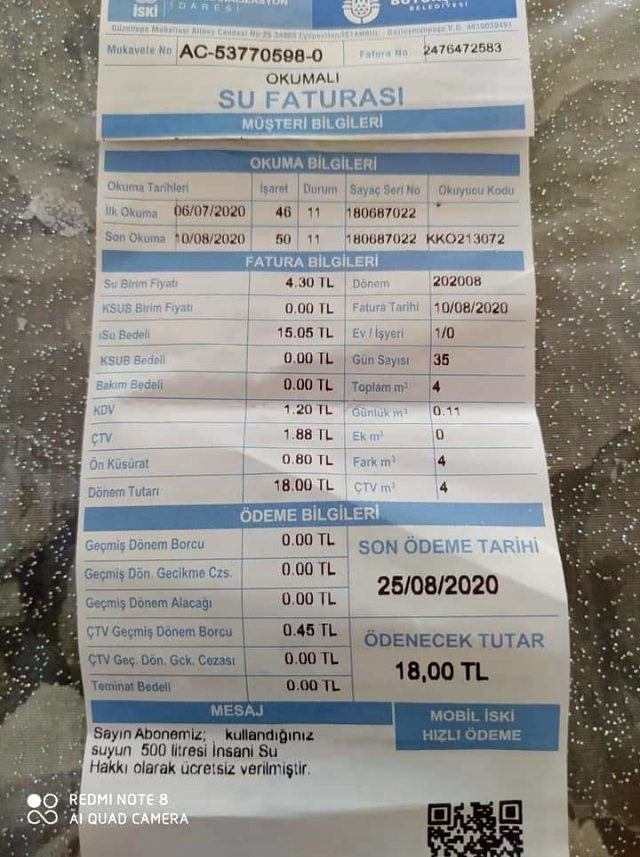 İSKİ İDARESİ
BELEDİYESİ
Mukavele No AC-53770598-0 Fatura No 2476472583
OKUMALI
SU FATURASI
MÜŞTERİ BİLGİLERİ
OKUMA BİLGİLERİ
Okuma Tarihleri İşaret Durum Sayaç Seri No Okuyucu Kodu
İlk Okuma 06/07/2020 46 11 180687022 *
Son Okuma 10/08/2020 50 11 180687022 KKO213072
FATURA BİLGİLERİ
Su Birim Fiyatı 4.30 TL Dönem 202008
KSUB Birim Fiyatı 0.00 TL Fatura Tarihi 10/08/2020
iSu Bedeli 15.05 TL Ev / İşyeri 1/0
KSUB Bedeli 0.00 TL Gün Sayısı 35
Bakım Bedeli 0.00 TL Toplam m³ 4
KDV 1.20 TL Günlük m³ 0.11
ÇTV 1.88 TL Ek m³ 0
Ön Küsürat 0.80 TL Fark m³ 4
Dönem Tutarı 18.00 TL ÇTV m³ 4
ÖDEME BİLGİLERİ
Geçmiş Dönem Borcu 0.00 TL
SON ÖDEME TARİHİ
Geçmiş Dön. Gecikme Czs. 0.00 TL
25/08/2020
Geçmiş Dönem Alacağı 0.00 TL
ÇTV Geçmiş Dönem Borcu 0.45 TL
ÖDENECEK TUTAR
ÇTV Geç. Dön. Gck. Cezası 0.00 TL
18,00 TL
Teminat Bedeli 0.00 TL
MESAJ
MOBİL İSKİ
HIZLI ÖDEME
Sayın Abonemiz; kullandığınız
suyun 500 litresi İnsani Su
Hakkı olarak ücretsiz verilmiştir.
REDMI NOTE 8
AI QUAD CAMERA